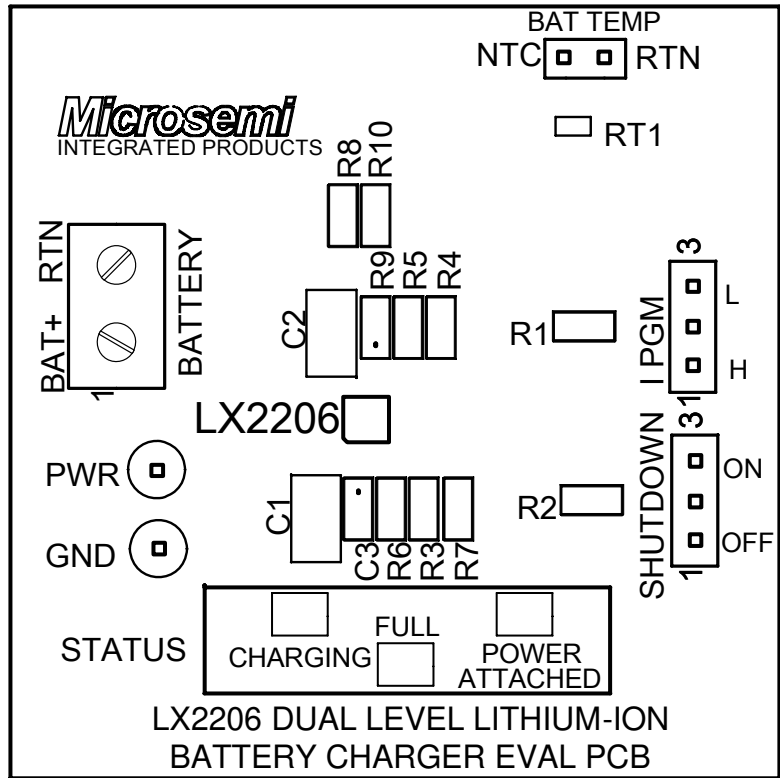 BAT TEMP
NTC RTN
Microsemi
INTEGRATED PRODUCTS
RT1
R8
R10
RTN
BAT+
1
BATTERY
C2
R9
R5
R4
R1
I PGM
3
L
H
1
LX2206
PWR
GND
C1
C3
R6
R3
R7
R2
SHUTDOWN
3
ON
OFF
1
STATUS
CHARGING
FULL
POWER
ATTACHED
LX2206 DUAL LEVEL LITHIUM-ION
BATTERY CHARGER EVAL PCB